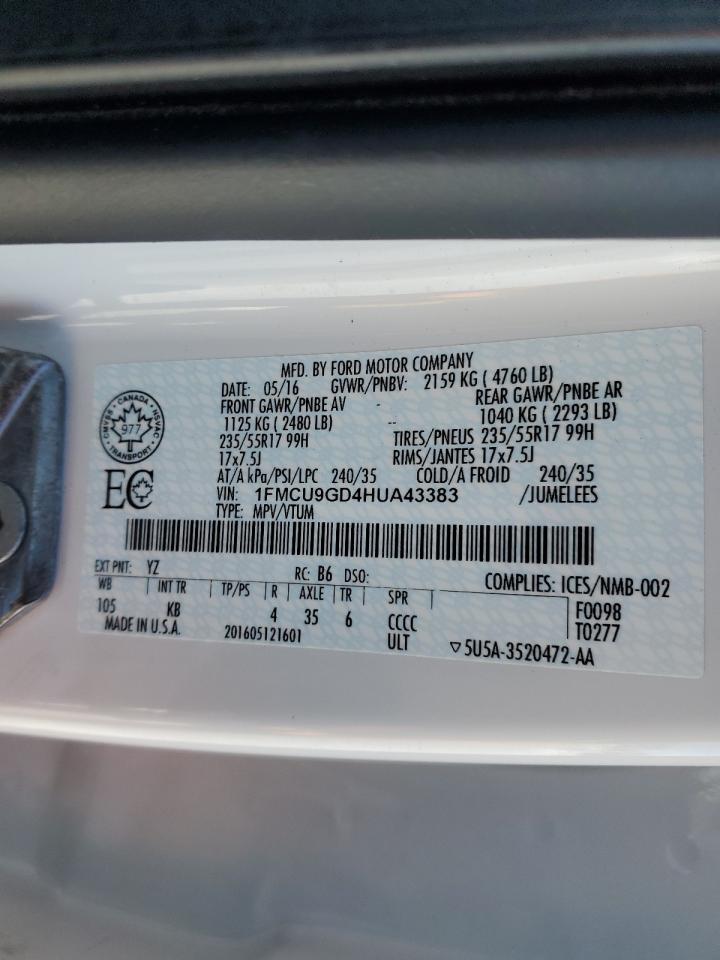 MFD. BY FORD MOTOR COMPANY
DATE: 05/16 GVWR/PNBV: 2159 KG ( 4760 LB)
FRONT GAWR/PNBE AV - REAR GAWR/PNBE AR
1125 KG ( 2480 LB) -- 1040 KG ( 2293 LB)
235/55R17 99H TIRES/PNEUS 235/55R17 99H
17x7.5J RIMS/JANTES 17x7.5J
AT/A kPa/PSI/LPC 240/35 COLD/A FROID 240/35
VIN: 1FMCU9GD4HUA43383 /JUMELEES
TYPE: MPV/VTUM
CANADA
CMVSS NSVAC
977
TRANSPORT
EC
EXT PNT: YZ RC: B6 DSO: COMPLIES: ICES/NMB-002
WB INT TR TP/PS R AXLE TR SPR F0098
105 KB 4 35 6 CCCC T0277
MADE IN U.S.A. 201605121601 ULT ▽5U5A-3520472-AA